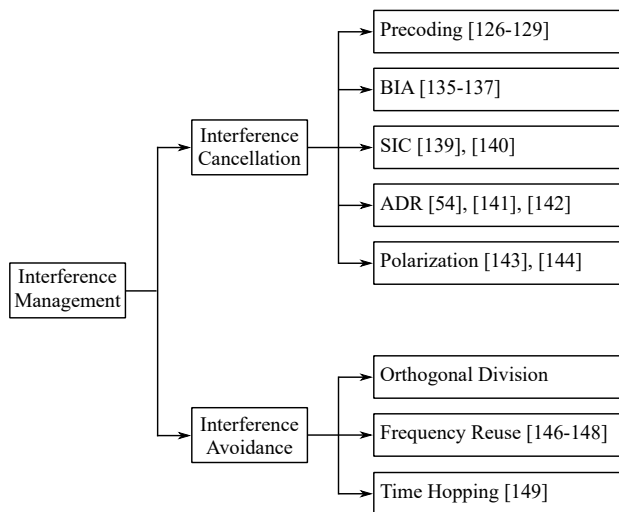 Interference
Management
Interference
Cancellation
Precoding [126-129]
BIA [135-137]
SIC [139], [140]
ADR [54], [141], [142]
Polarization [143], [144]
Interference
Avoidance
Orthogonal Division
Frequency Reuse [146-148]
Time Hopping [149]